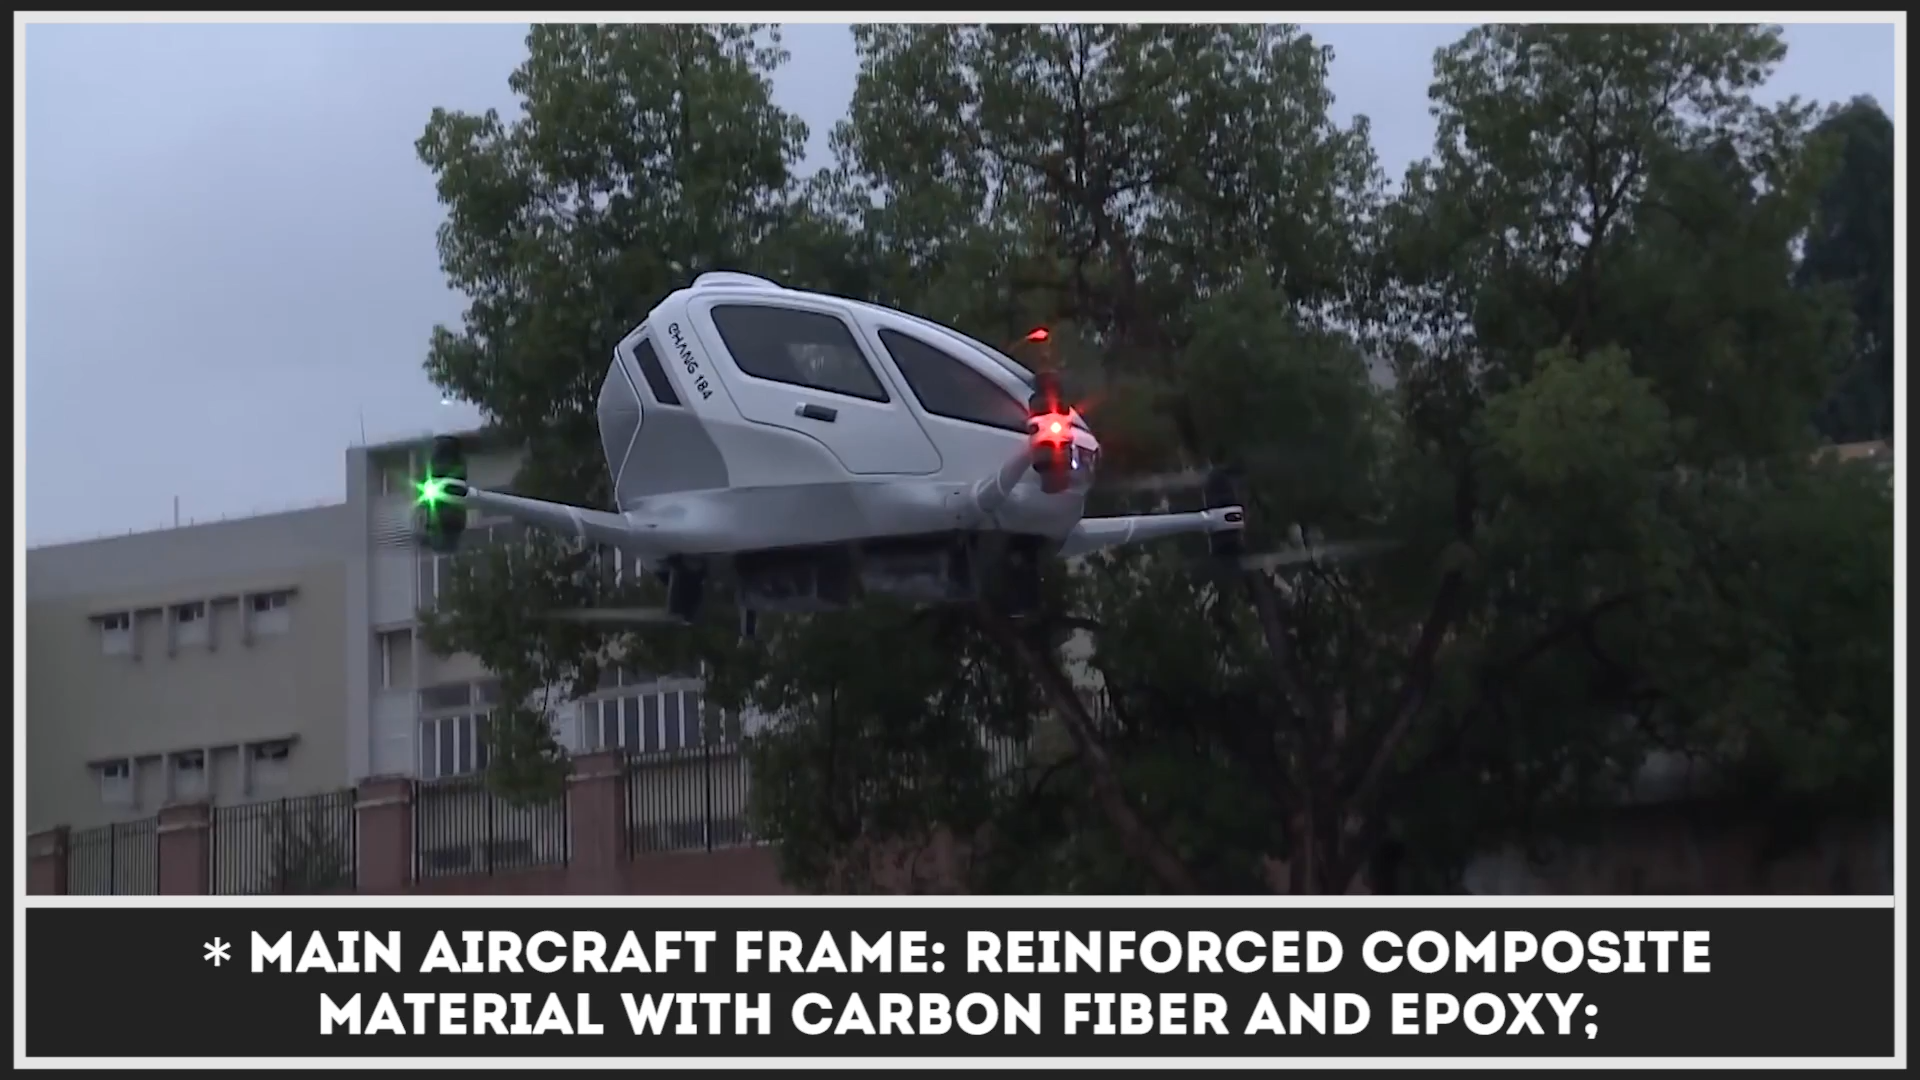 EHANG 184
* MAIN AIRCRAFT FRAME: REINFORCED COMPOSITE
MATERIAL WITH CARBON FIBER AND EPOXY;